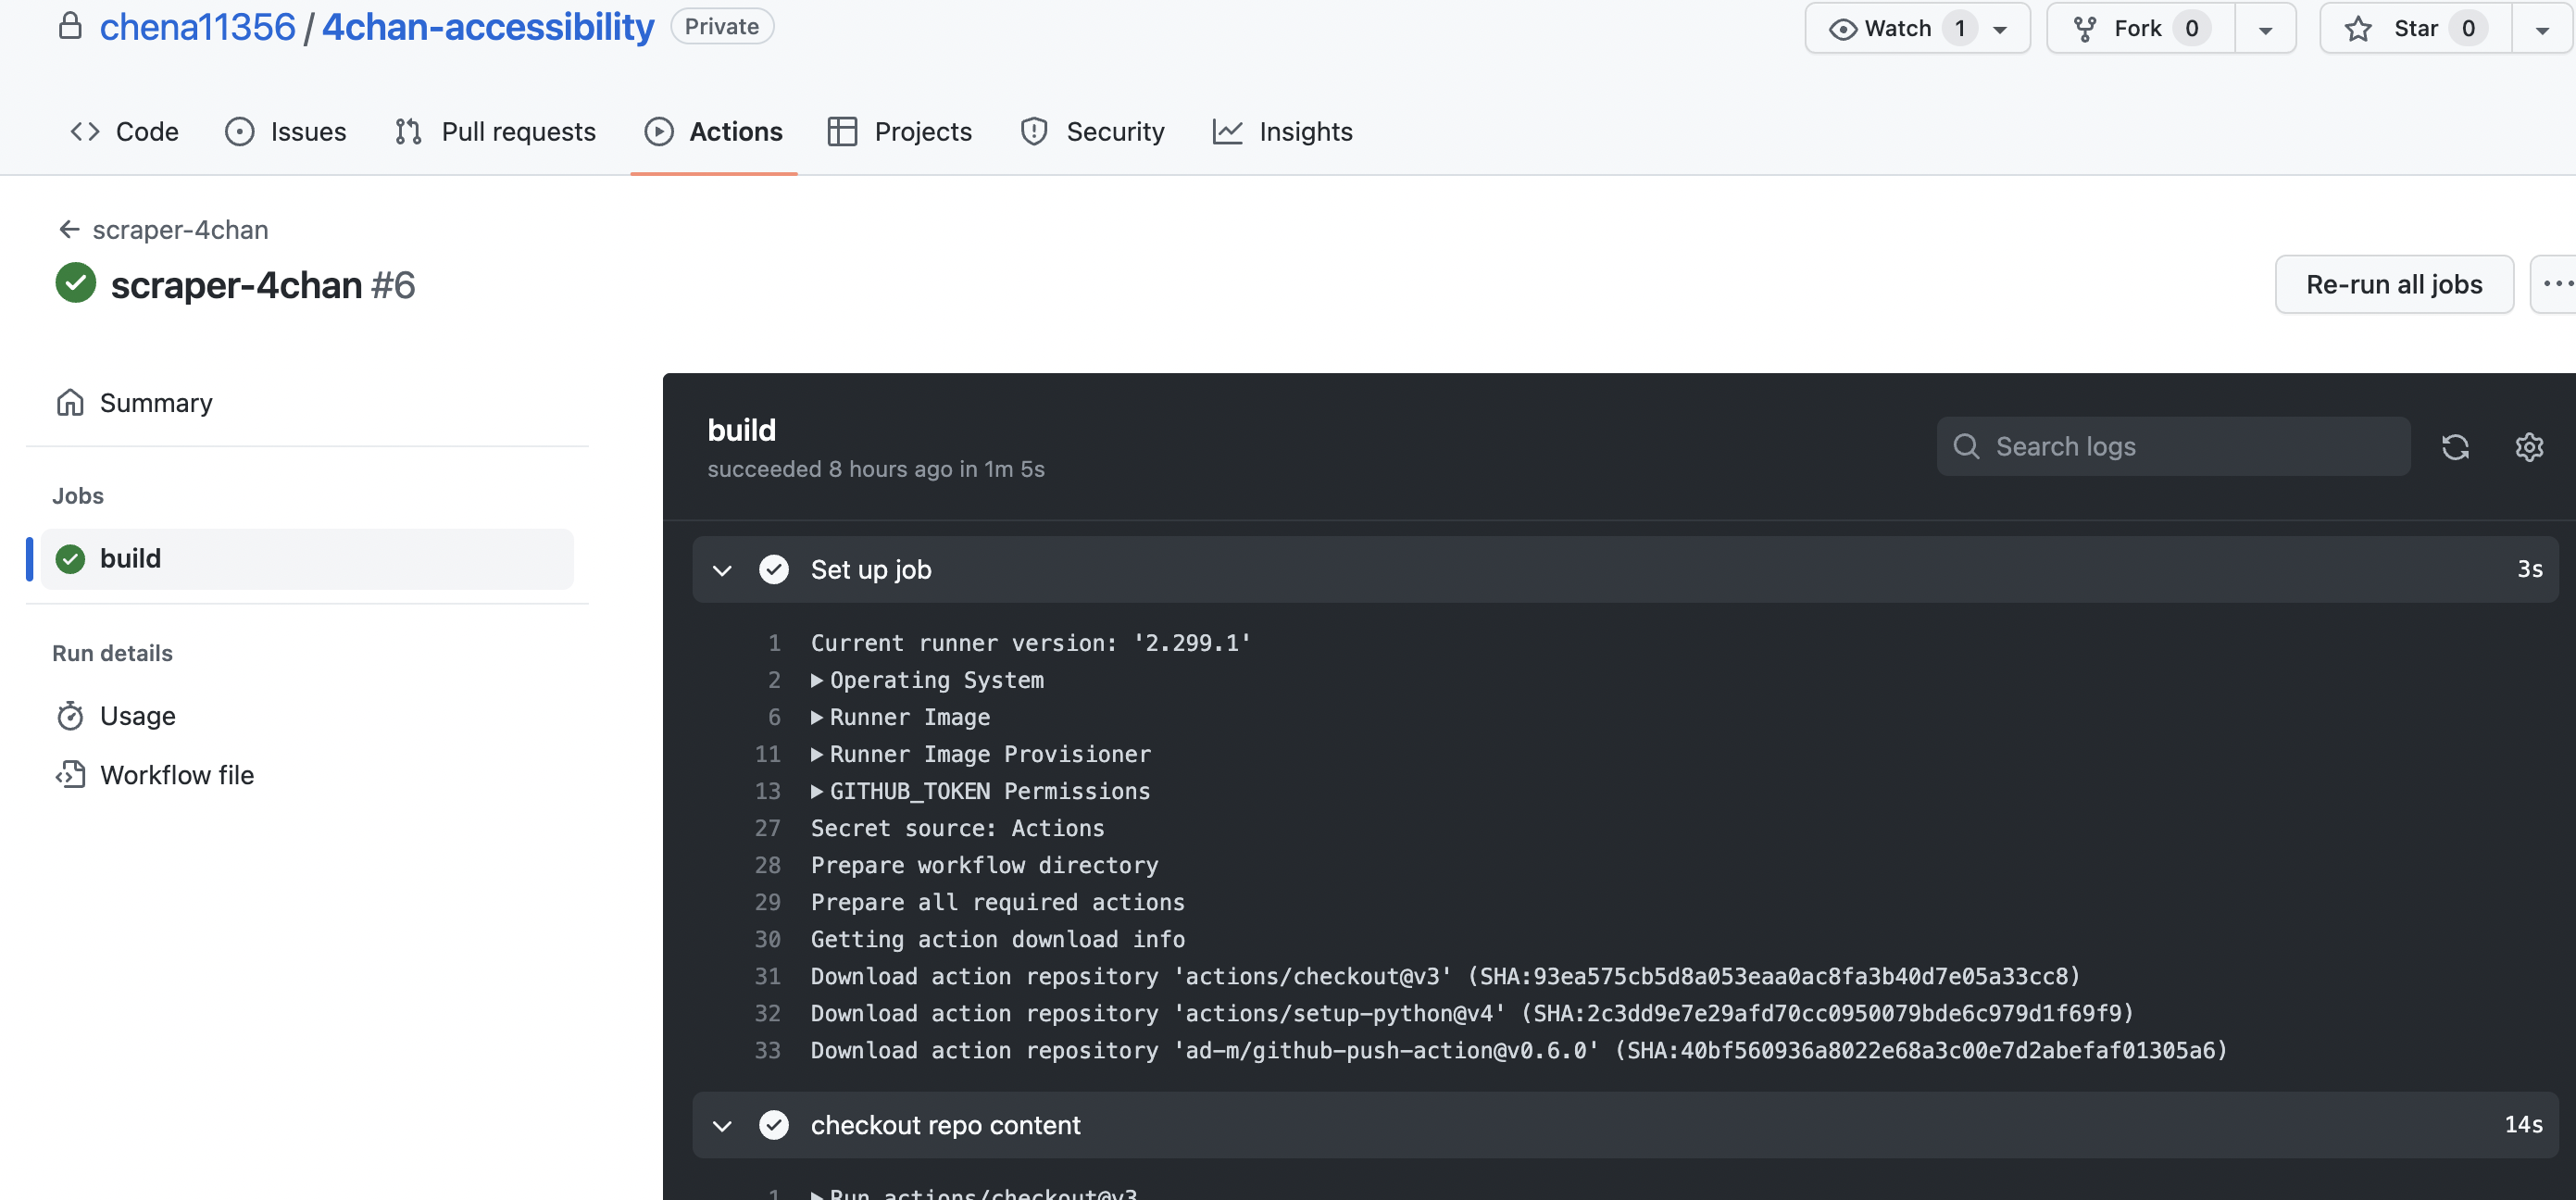 chena11356 / 4chan-accessibility Private Watch 1 Fork 0 Star 0
Code Issues Pull requests Actions Projects Security Insights
scraper-4chan
scraper-4chan #6
Re-run all jobs
Summary
Jobs
build
Run details
Usage
Workflow file
build
succeeded 8 hours ago in 1m 5s
Search logs
Set up job 3s
1 Current runner version: '2.299.1'
2 Operating System
6 Runner Image
11 Runner Image Provisioner
13 GITHUB_TOKEN Permissions
27 Secret source: Actions
28 Prepare workflow directory
29 Prepare all required actions
30 Getting action download info
31 Download action repository 'actions/checkout@v3' (SHA:93ea575cb5d8a053eaa0ac8fa3b40d7e05a33cc8)
32 Download action repository 'actions/setup-python@v4' (SHA:2c3dd9e7e29afd70cc0950079bde6c979d1f69f9)
33 Download action repository 'ad-m/github-push-action@v0.6.0' (SHA:40bf560936a8022e68a3c00e7d2abefaf01305a6)
checkout repo content 14s
1 Run actions/checkout@v3